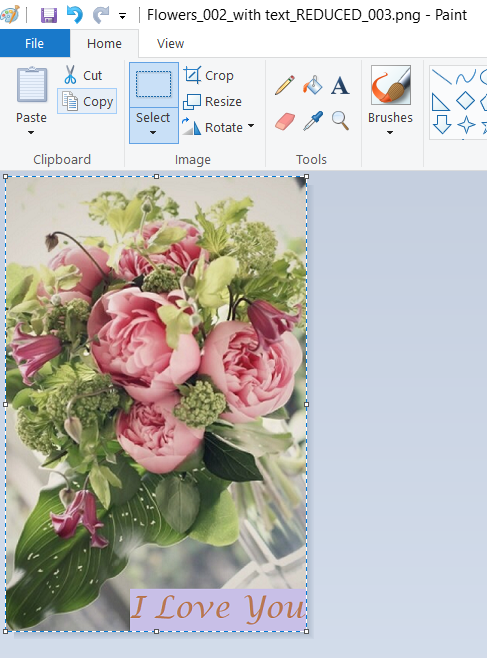 Flowers_002_with text_REDUCED_003.png - Paint
File Home View
Paste
Cut
Copy
Clipboard
Select
Crop
Resize
Rotate
Image
A
Tools
Brushes
I Love You